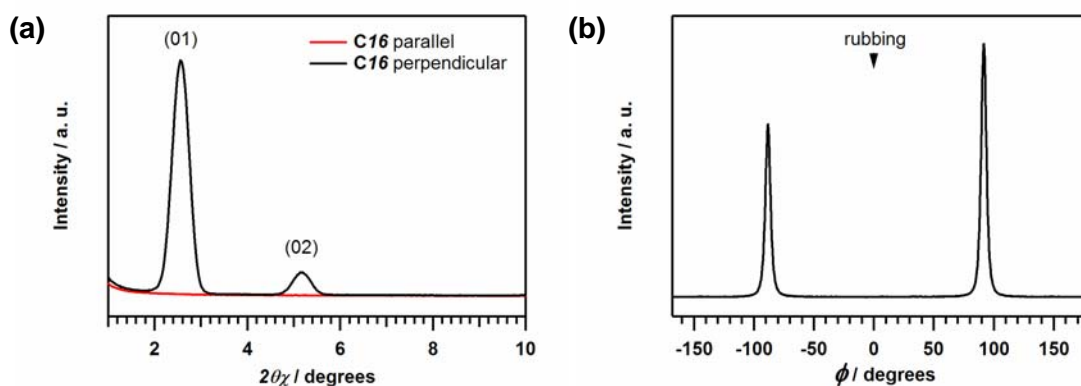 (a)
(01)
(02)
C16 parallel
C16 perpendicular
Intensity / a. u.
2 4 6 8 10
2θχ / degrees
(b)
rubbing
Intensity / a. u.
-150 -100 -50 0 50 100 150
ϕ / degrees